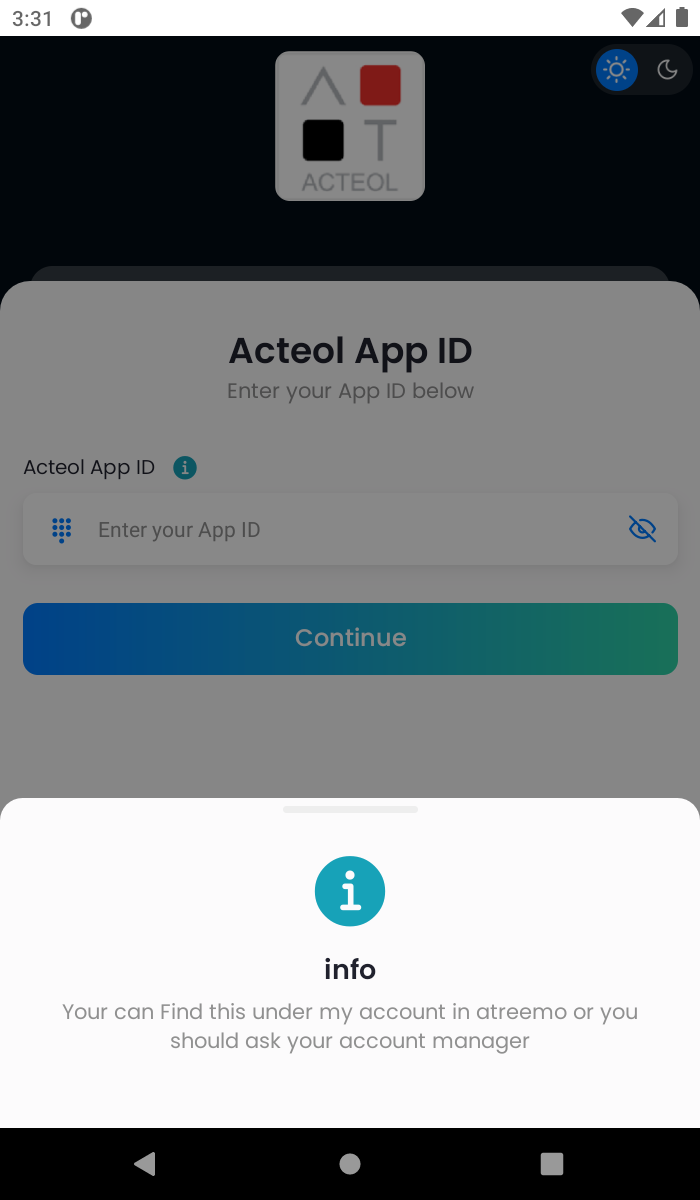 3:31
ACTEOL
Acteol App ID
Enter your App ID below
Acteol App ID
Enter your App ID
Continue
info
Your can Find this under my account in atreemo or you
should ask your account manager